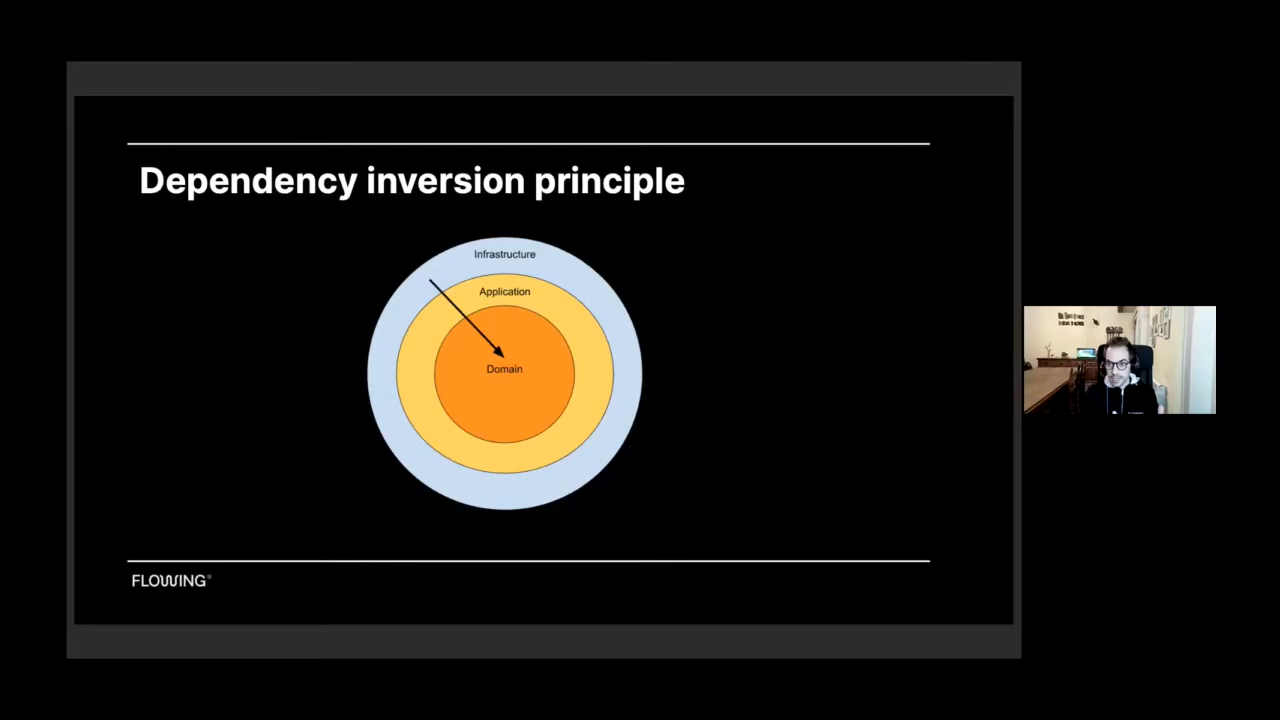 Dependency inversion principle
Infrastructure
Application
Domain
FLOWING®